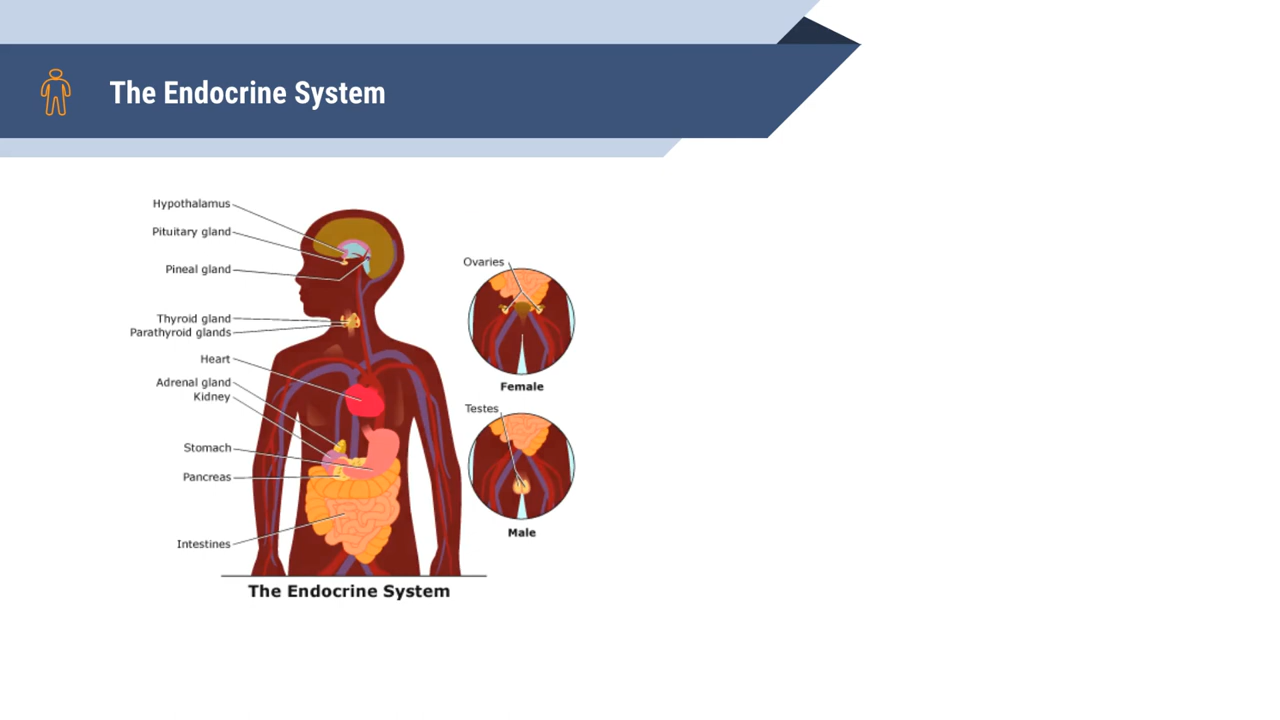 The Endocrine System
Hypothalamus
Pituitary gland
Pineal gland
Thyroid gland
Parathyroid glands
Heart
Adrenal gland
Kidney
Stomach
Pancreas
Intestines
Ovaries
Female
Testes
Male
The Endocrine System